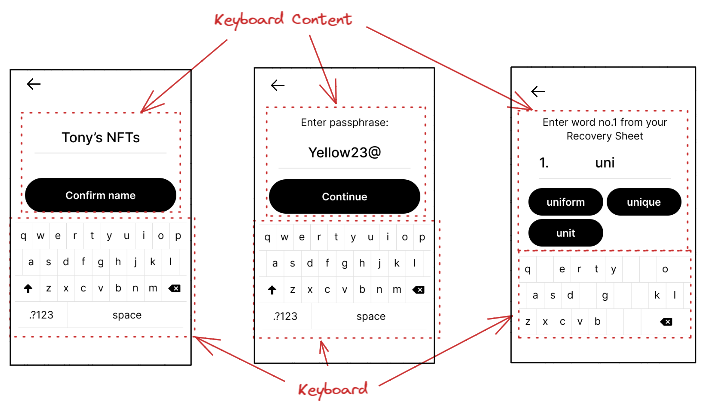 Keyboard Content
Tony's NFTs
Confirm name
q w e r t y u i o p
a s d f g h j k l
z x c v b n m
.?123 space
Enter passphrase:
Yellow23@
Continue
q w e r t y u i o p
a s d f g h j k l
z x c v b n m
.?123 space
Enter word no.1 from your
Recovery Sheet
1. uni
uniform unique
unit
q e r t y o
a s d g k l
z x c v b
Keyboard